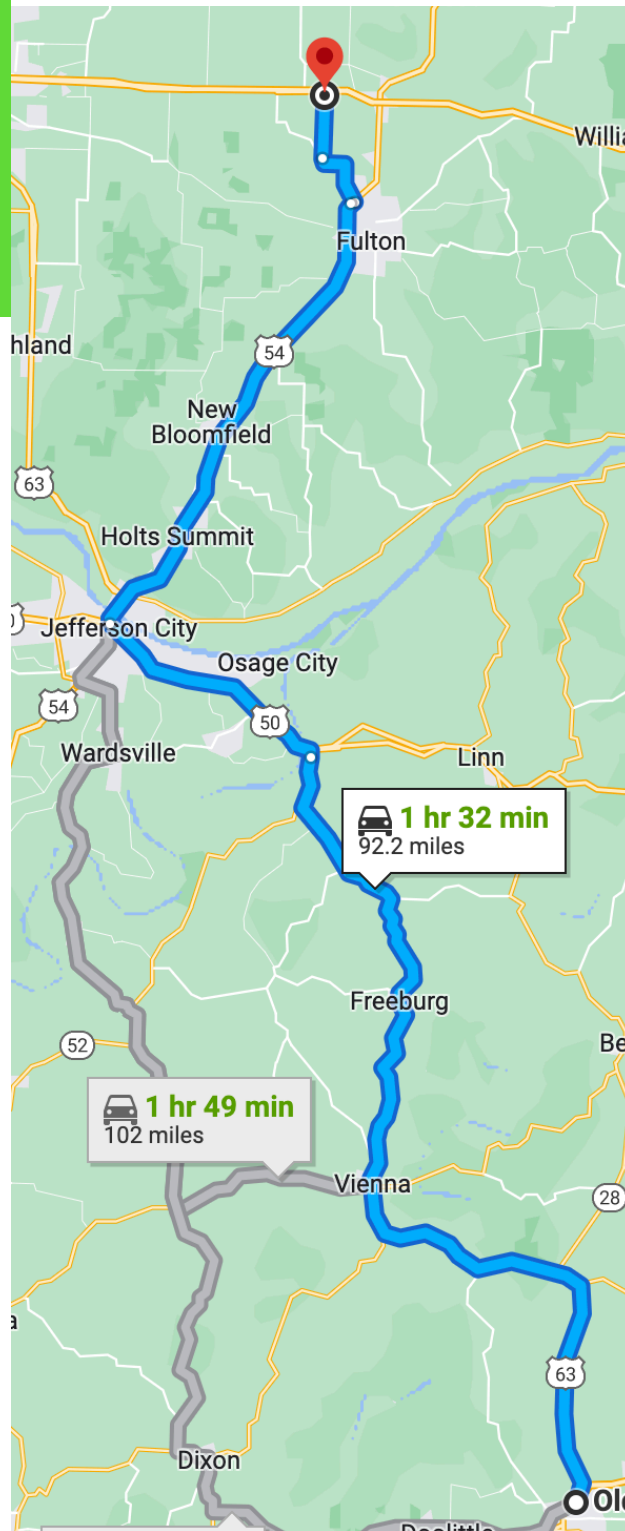 Willia
Fulton
hland
54
New
Bloomfield
63
Holts Summit
Jefferson City
Osage City
54
50
Wardsville
Linn
1 hr 32 min
92.2 miles
Freeburg
52
Be
1 hr 49 min
102 miles
Vienna
28
a
63
Dixon
Old